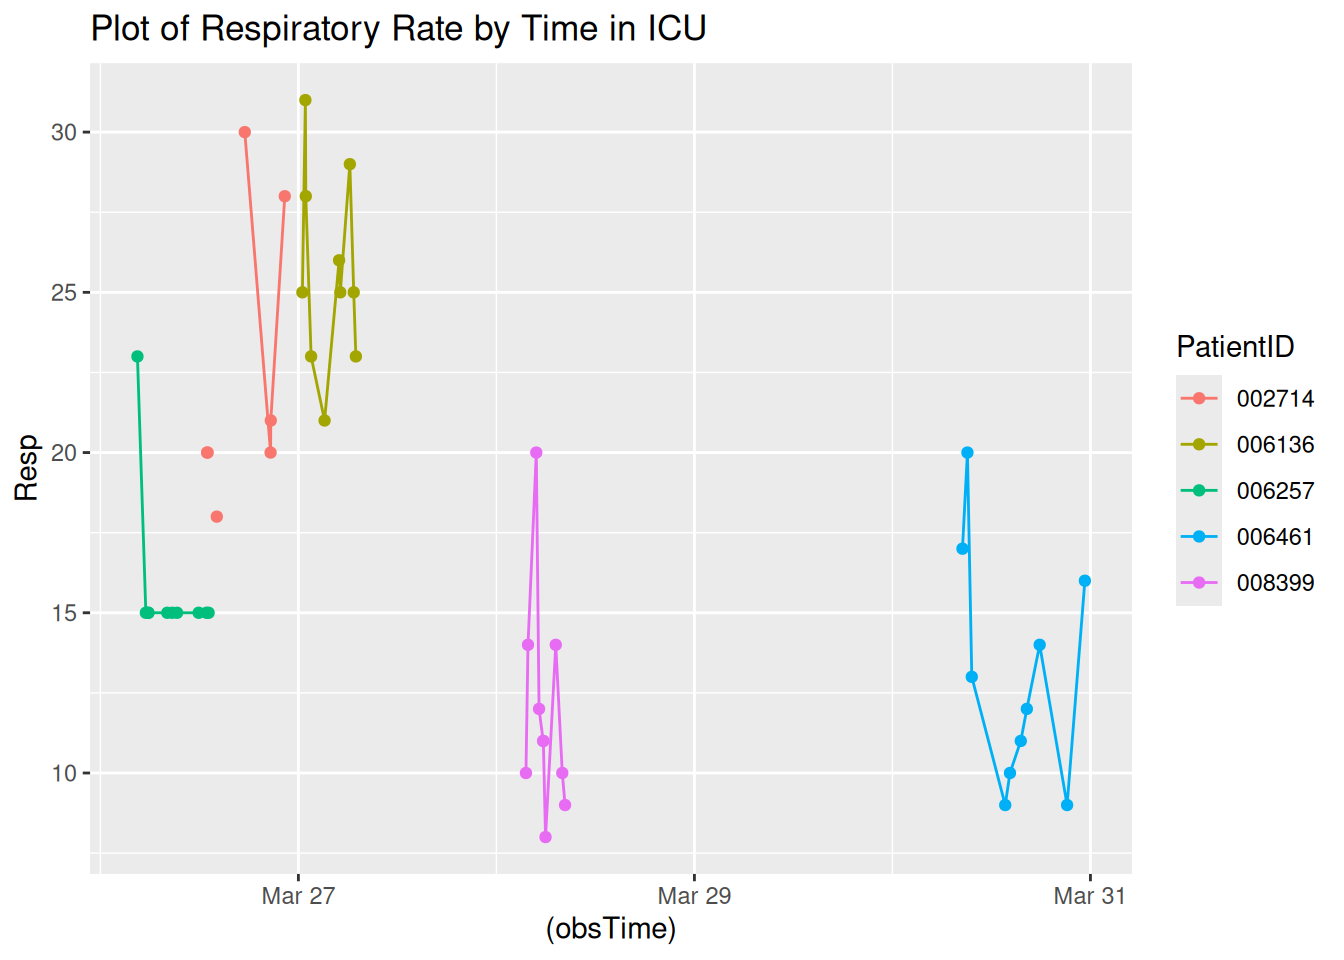 Plot of Respiratory Rate by Time in ICU
Resp
30
25
20
15
10
Mar 27
Mar 29
Mar 31
(obsTime)
PatientID
002714
006136
006257
006461
008399